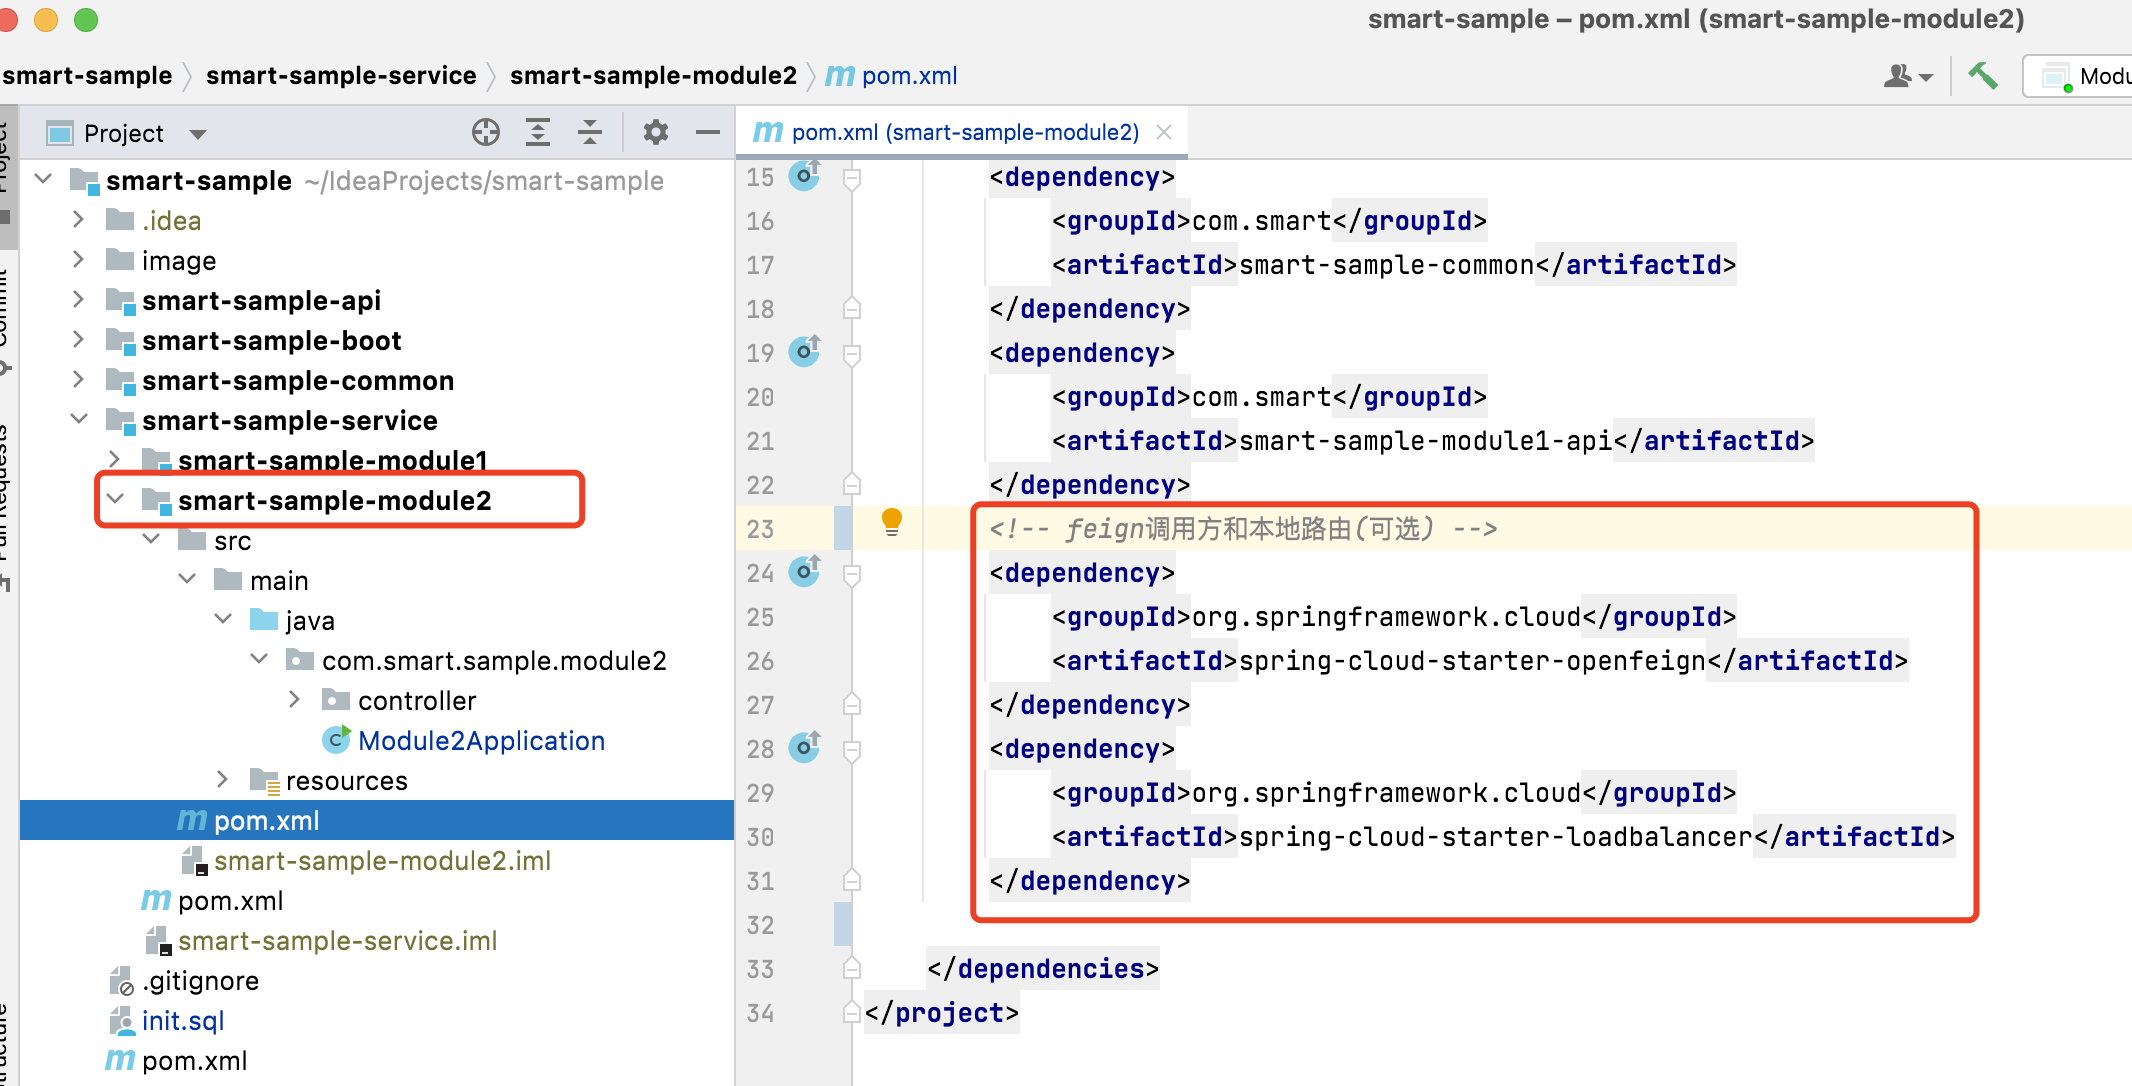 smart-sample – pom.xml (smart-sample-module2)
smart-sample 〉 smart-sample-service 〉 smart-sample-module2 〉 m pom.xml
Project
m pom.xml (smart-sample-module2)
smart-sample ~/IdeaProjects/smart-sample
.idea
image
smart-sample-api
smart-sample-boot
smart-sample-common
smart-sample-service
smart-sample-module1
smart-sample-module2
src
main
java
com.smart.sample.module2
controller
Module2Application
resources
m pom.xml
smart-sample-module2.iml
m pom.xml
smart-sample-service.iml
.gitignore
init.sql
m pom.xml
15 <dependency>
16 <groupId>com.smart</groupId>
17 <artifactId>smart-sample-common</artifactId>
18 </dependency>
19 <dependency>
20 <groupId>com.smart</groupId>
21 <artifactId>smart-sample-module1-api</artifactId>
22 </dependency>
23 <!-- feign调用方和本地路由(可选) -->
24 <dependency>
25 <groupId>org.springframework.cloud</groupId>
26 <artifactId>spring-cloud-starter-openfeign</artifactId>
27 </dependency>
28 <dependency>
29 <groupId>org.springframework.cloud</groupId>
30 <artifactId>spring-cloud-starter-loadbalancer</artifactId>
31 </dependency>
32
33 </dependencies>
34 </project>